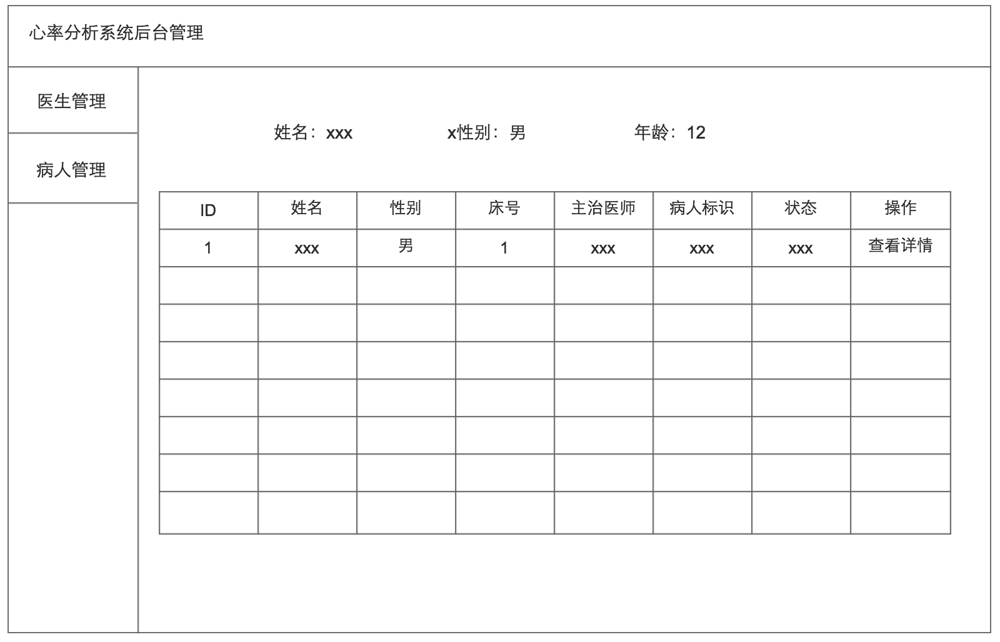 心率分析系统后台管理
医生管理
病人管理
姓名：xxx x性别：男 年龄：12
ID 姓名 性别 床号 主治医师 病人标识 状态 操作
1 xxx 男 1 xxx xxx xxx 查看详情